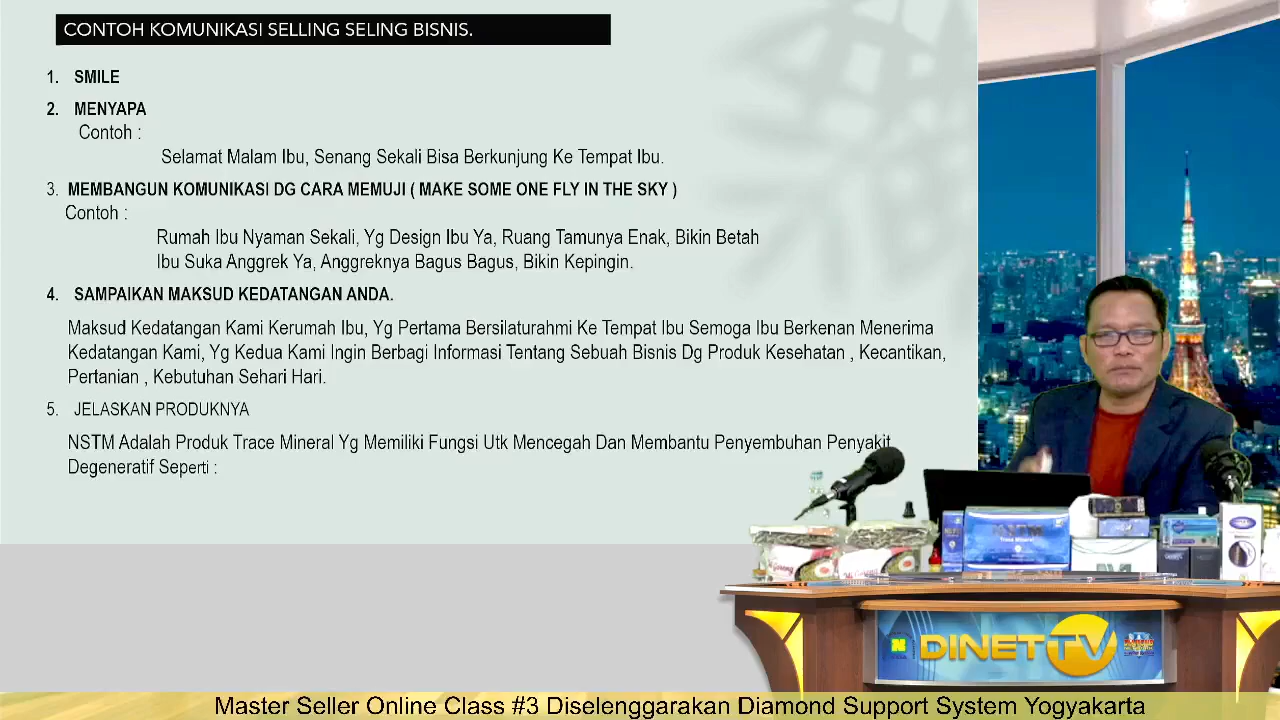 CONTOH KOMUNIKASI SELLING SELING BISNIS.
1. SMILE
2. MENYAPA
Contoh :
Selamat Malam Ibu, Senang Sekali Bisa Berkunjung Ke Tempat Ibu.
3. MEMBANGUN KOMUNIKASI DG CARA MEMUJI ( MAKE SOME ONE FLY IN THE SKY )
Contoh :
Rumah Ibu Nyaman Sekali, Yg Design Ibu Ya, Ruang Tamunya Enak, Bikin Betah
Ibu Suka Anggrek Ya, Anggreknya Bagus Bagus, Bikin Kepingin.
4. SAMPAIKAN MAKSUD KEDATANGAN ANDA.
Maksud Kedatangan Kami Kerumah Ibu, Yg Pertama Bersilaturahmi Ke Tempat Ibu Semoga Ibu Berkenan Menerima
Kedatangan Kami, Yg Kedua Kami Ingin Berbagi Informasi Tentang Sebuah Bisnis Dg Produk Kesehatan , Kecantikan,
Pertanian , Kebutuhan Sehari Hari.
5. JELASKAN PRODUKNYA
NSTM Adalah Produk Trace Mineral Yg Memiliki Fungsi Utk Mencegah Dan Membantu Penyembuhan Penyakit
Degeneratif Seperti :
DINET TV
Master Seller Online Class #3 Diselenggarakan Diamond Support System Yogyakarta